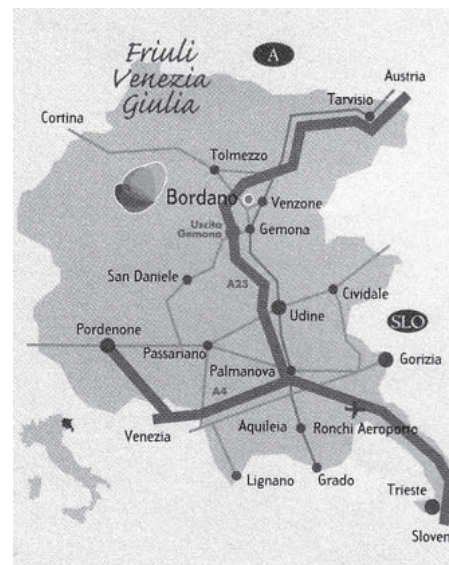 Friuli
Venezia
Giulia
A
Austria
Tarvisio
Cortina
Tolmezzo
Bordano
Venzone
Uscita
Gemona
Gemona
San Daniele
A23
Cividale
Udine
SLO
Pordenone
Passariano
Palmanova
Gorizia
A4
Venezia
Aquileia
Ronchi Aeroporto
Lignano
Grado
Trieste
Sloven